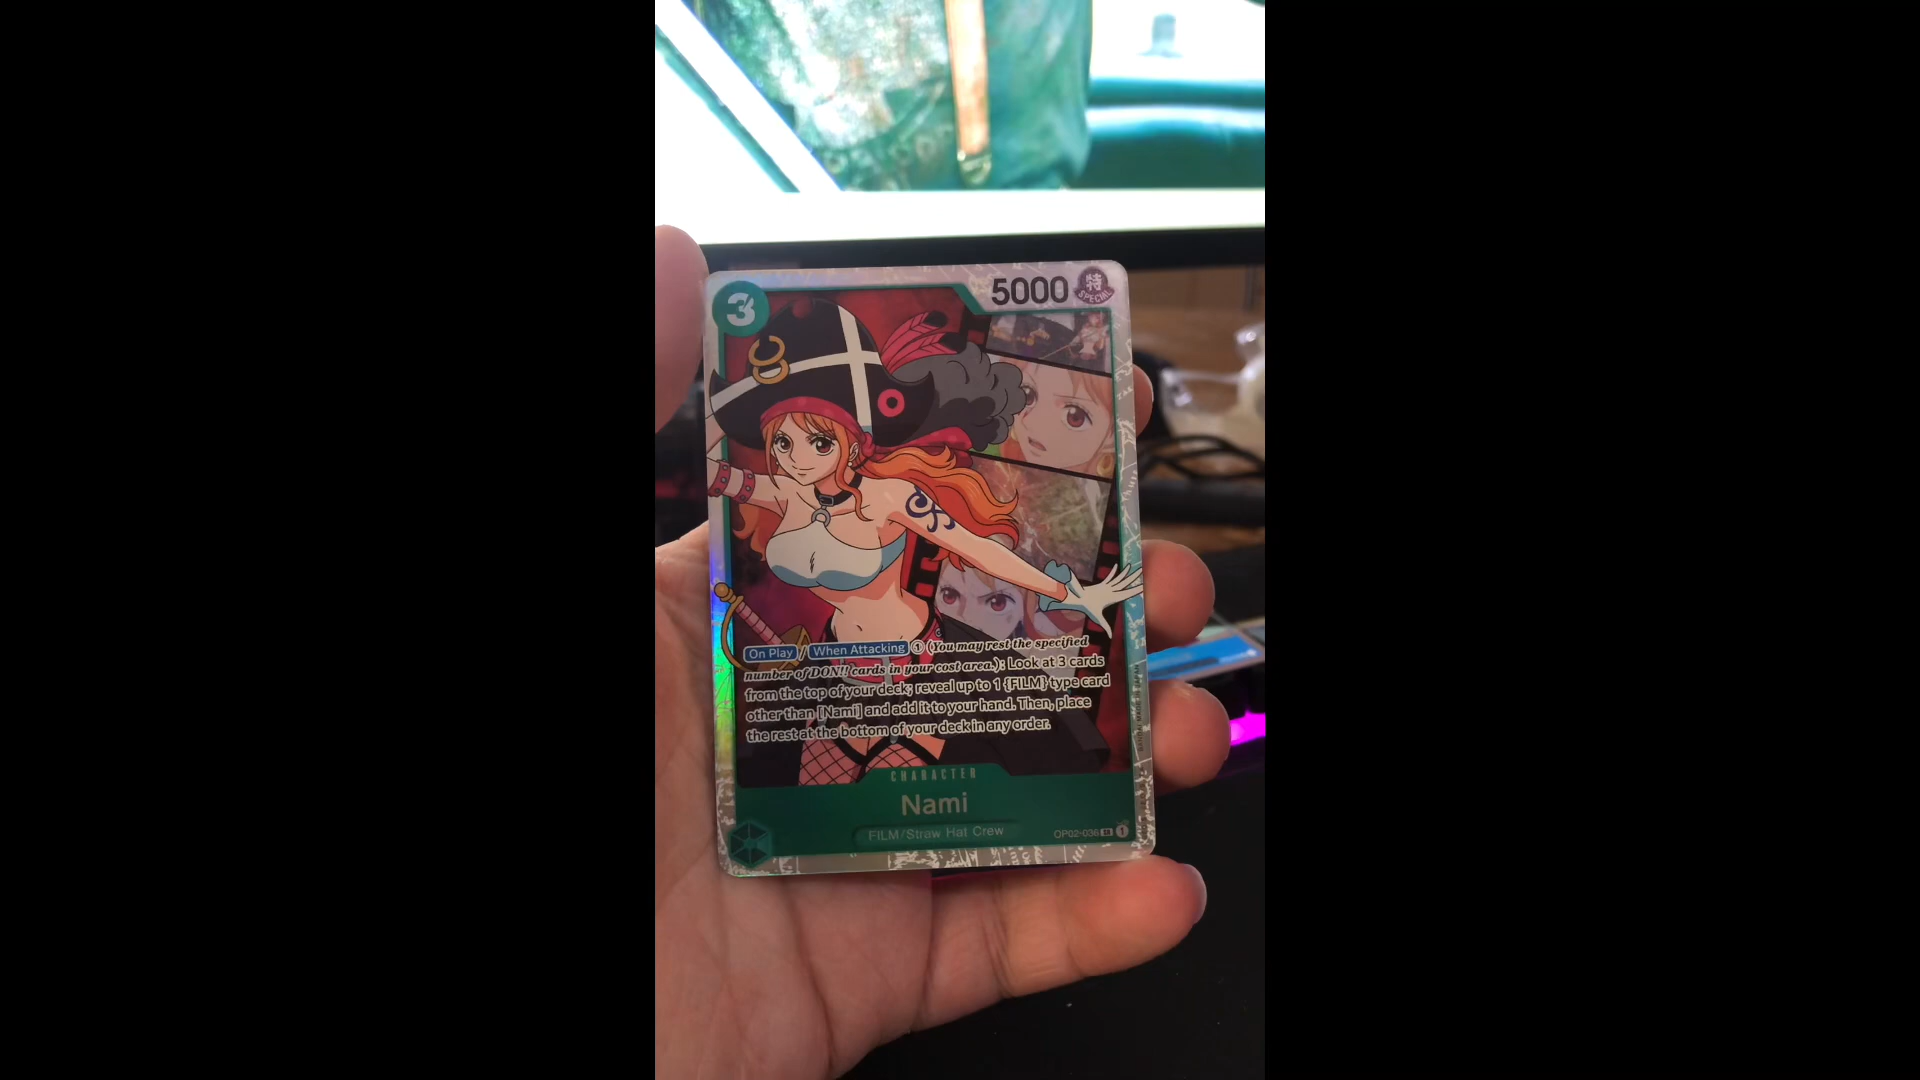 3
5000
特
SPECIAL
On Play / When Attacking ① (You may rest the specified
number of DON!! cards in your cost area.): Look at 3 cards
from the top of your deck; reveal up to 1 {FILM} type card
other than [Nami] and add it to your hand. Then, place
the rest at the bottom of your deck in any order.
CHARACTER
Nami
FILM/Straw Hat Crew
OP02-036 SR 1